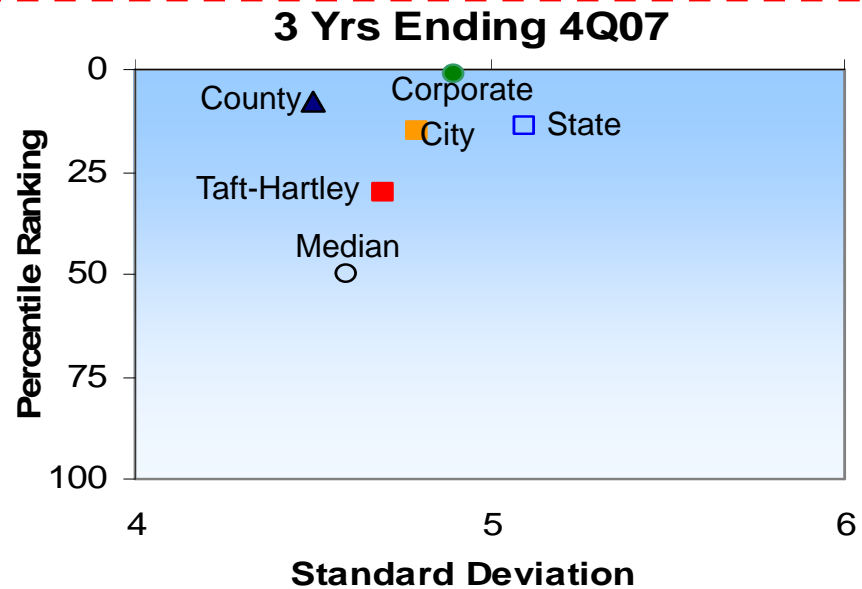 3 Yrs Ending 4Q07
0
25
50
75
100
Percentile Ranking
County
Corporate
City
State
Taft-Hartley
Median
4
5
6
Standard Deviation